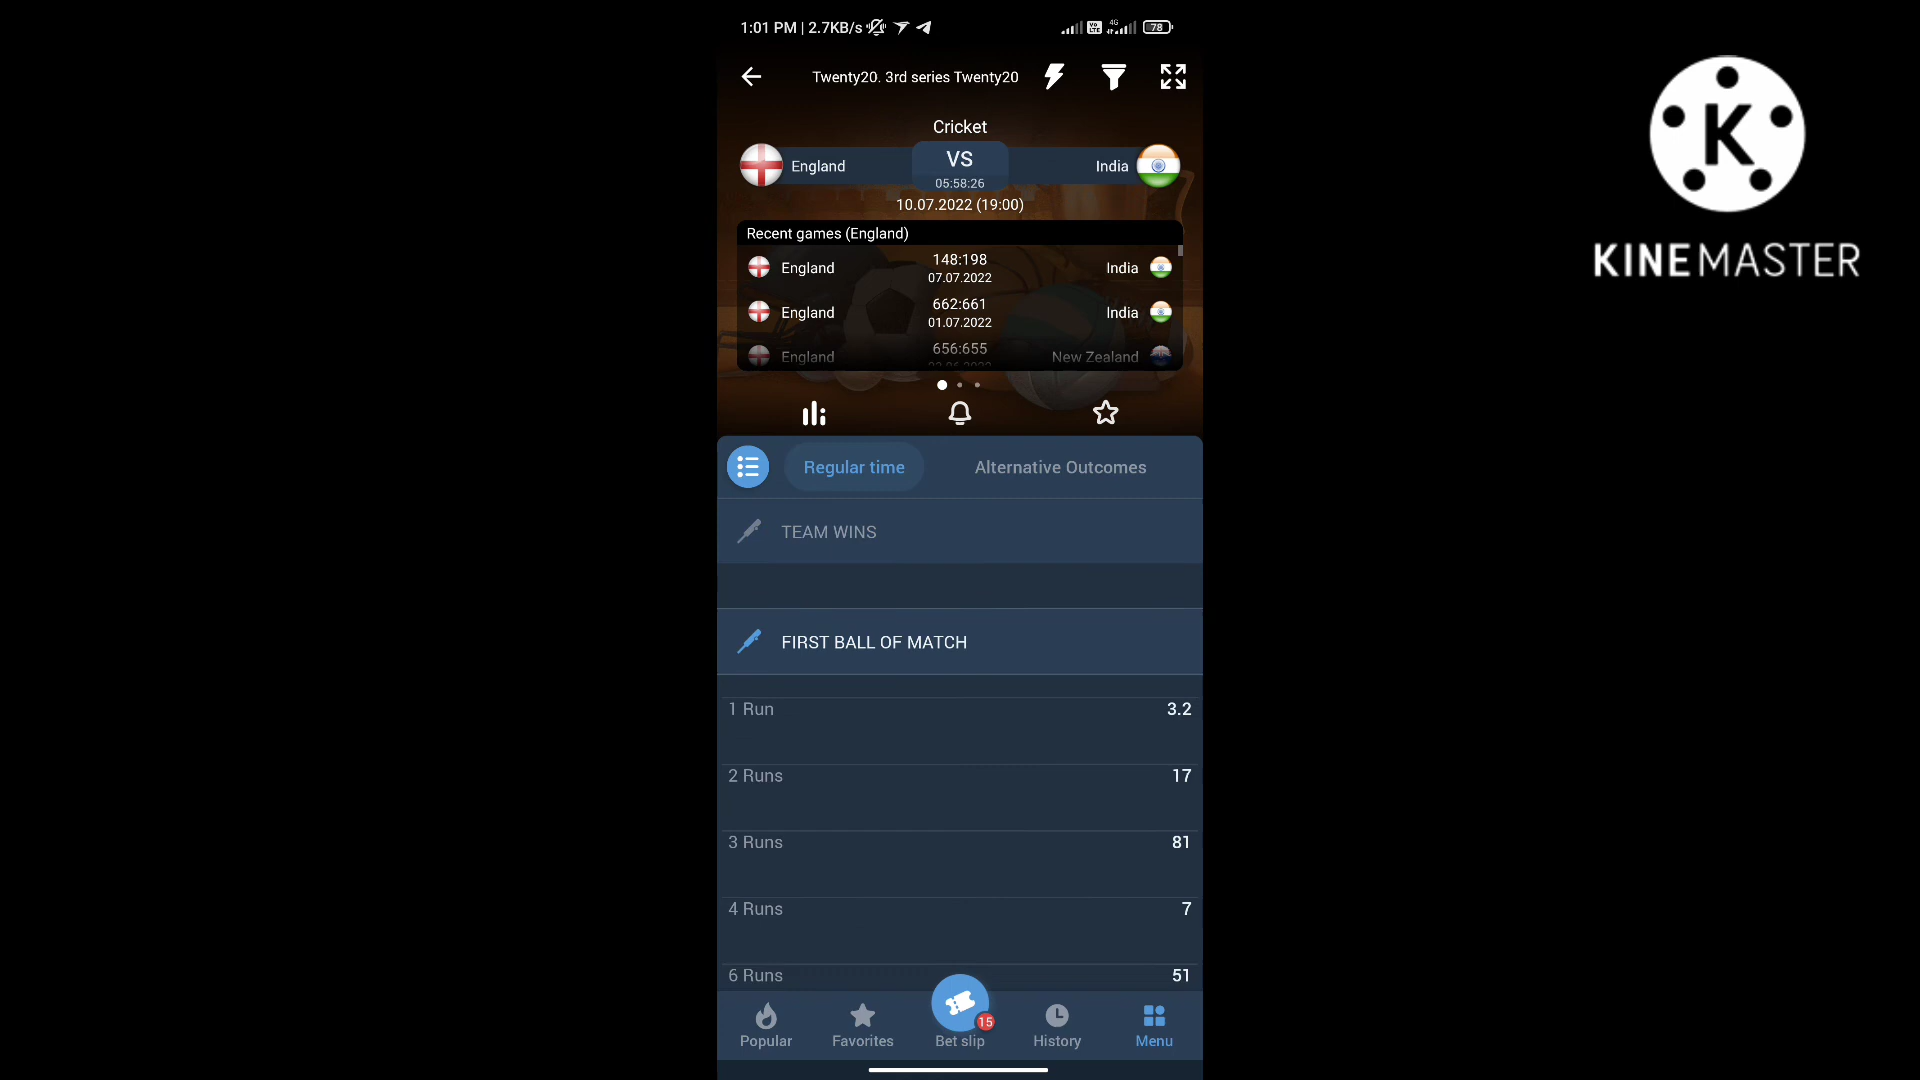 1:01 PM | 2.7KB/s
4G
Vo LTE
78
Twenty20. 3rd series Twenty20
Cricket
England VS India
05:58:26
10.07.2022 (19:00)
Recent games (England)
England 148:198 India
07.07.2022
England 662:661 India
01.07.2022
England 656:655 New Zealand
Regular time Alternative Outcomes
TEAM WINS
FIRST BALL OF MATCH
1 Run 3.2
2 Runs 17
3 Runs 81
4 Runs 7
6 Runs 51
15
Popular Favorites Bet slip History Menu
K
KINEMASTER